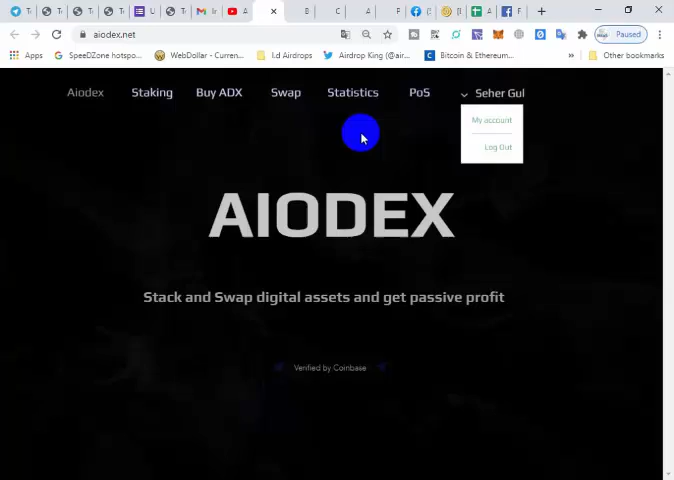 aiodex.net
Paused
Apps
SpeeDZone hotspo...
WebDollar - Curren...
I.d Airdrops
Airdrop King (@air...
Bitcoin & Ethereum...
Other bookmarks
Aiodex
Staking
Buy ADX
Swap
Statistics
PoS
Seher Gul
My account
Log Out
AIODEX
Stack and Swap digital assets and get passive profit
Verified by Coinbase